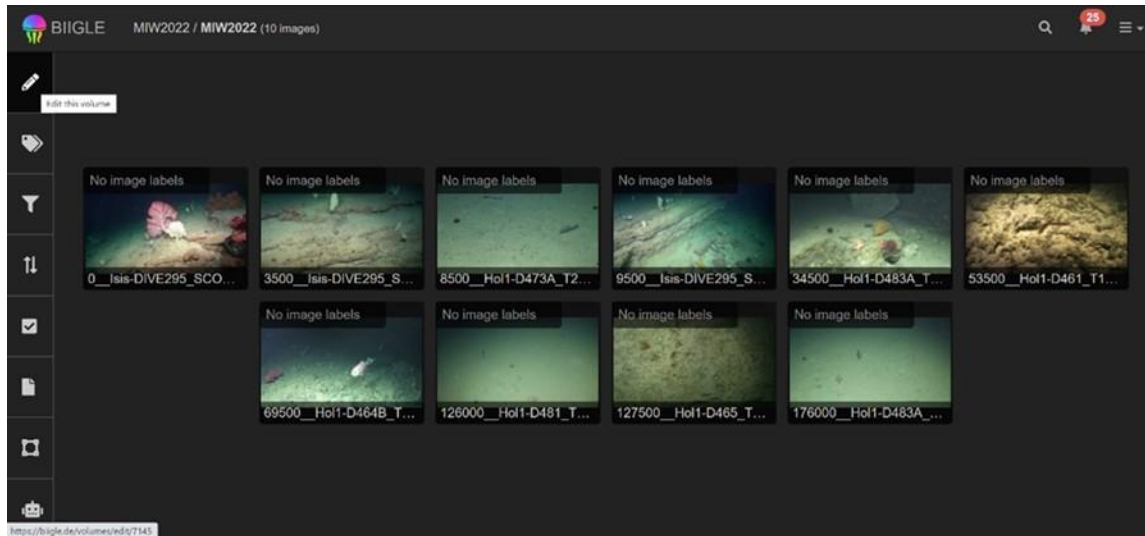 BIIGLE MIW2022 / MIW2022 (10 images) 25
Edit this volume
No image labels No image labels No image labels No image labels No image labels No image labels
0__Isis-DIVE295_SCO... 3500__Isis-DIVE295_S... 8500__Hol1-D473A_T2... 9500__Isis-DIVE295_S... 34500__Hol1-D483A_T... 53500__Hol1-D461_T1...
No image labels No image labels No image labels No image labels
69500__Hol1-D464B_T... 126000__Hol1-D481_T... 127500__Hol1-D465_T... 176000__Hol1-D483A_...
https://biigle.de/volumes/edit/7145